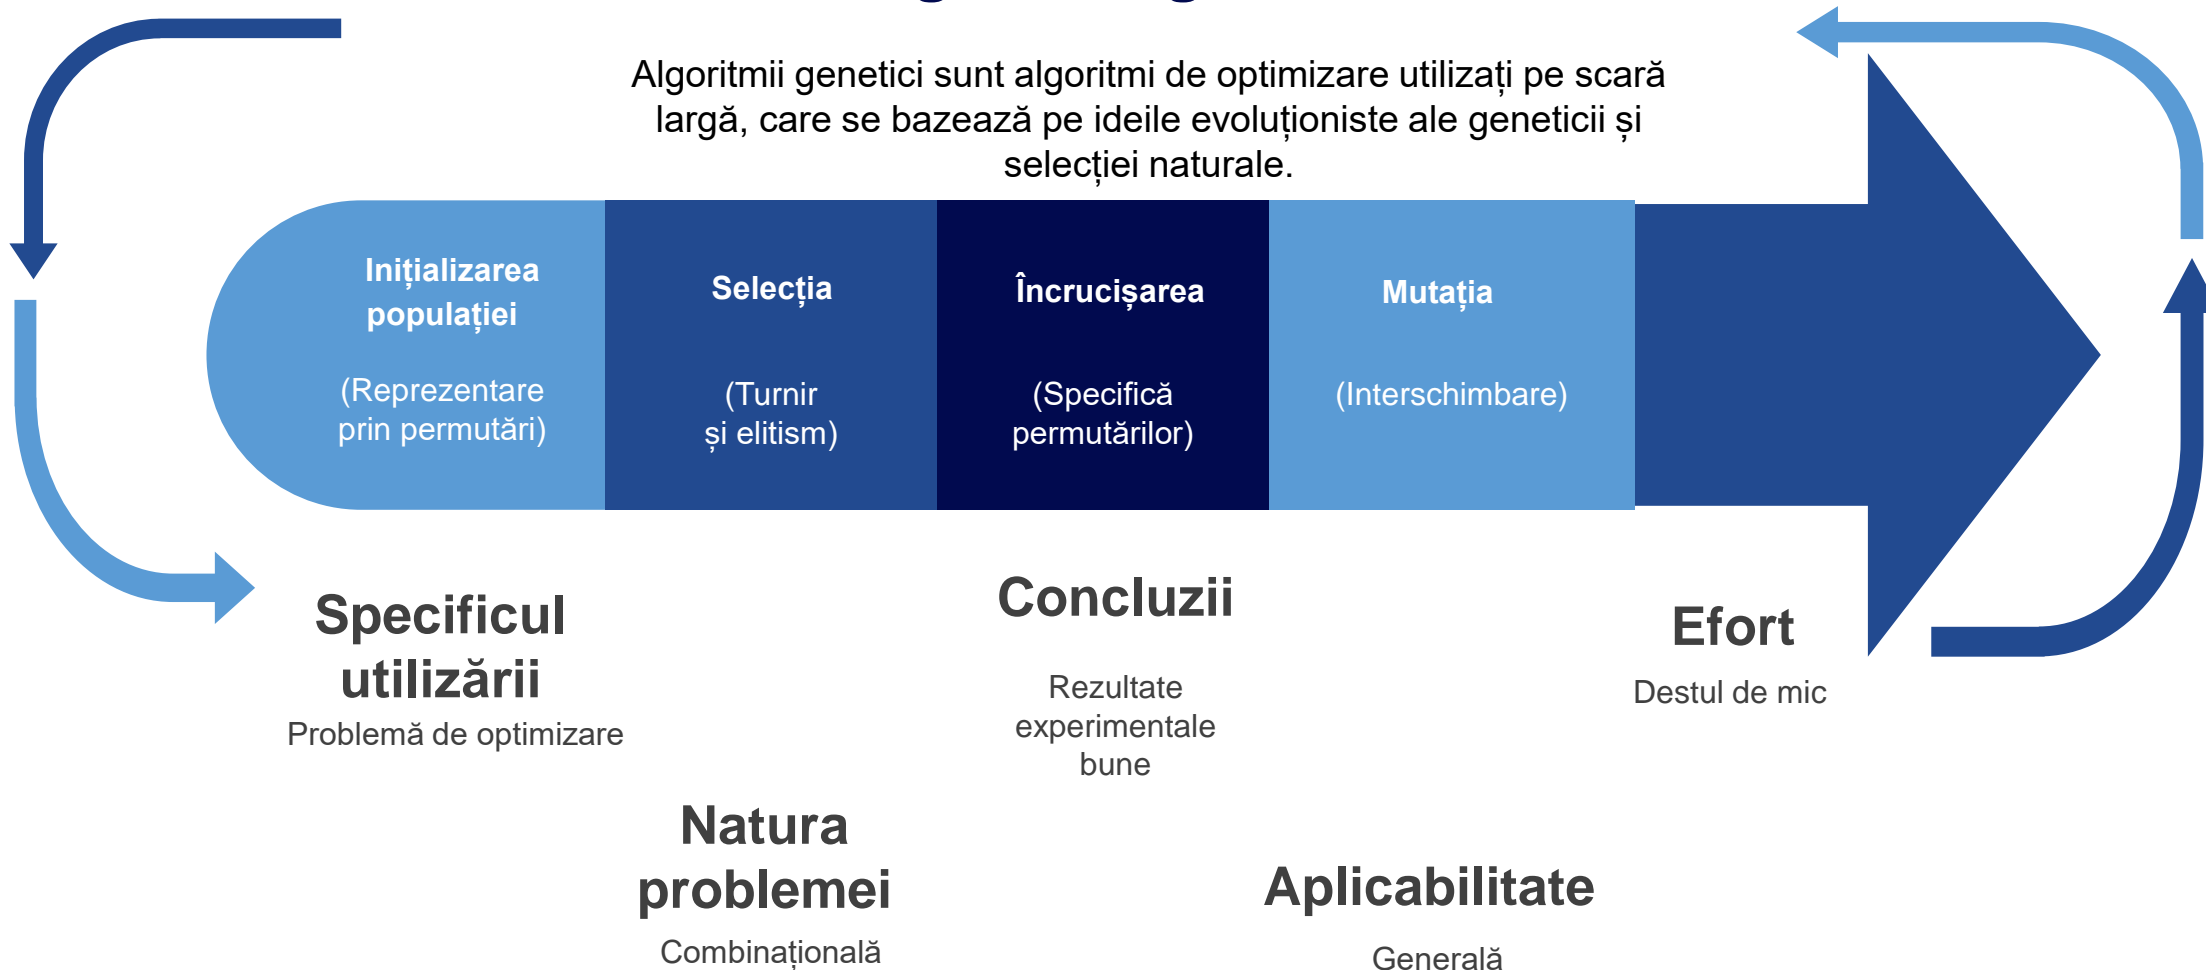 Algoritmii genetici sunt algoritmi de optimizare utilizați pe scară
largă, care se bazează pe ideile evoluționiste ale geneticii și
selecției naturale.
Inițializarea
populației
(Reprezentare
prin permutări)
Selecția
(Turnir
și elitism)
Încrucișarea
(Specifică
permutărilor)
Mutația
(Interschimbare)
Specificul
utilizării
Problemă de optimizare
Natura
problemei
Combinațională
Concluzii
Rezultate
experimentale
bune
Aplicabilitate
Generală
Efort
Destul de mic